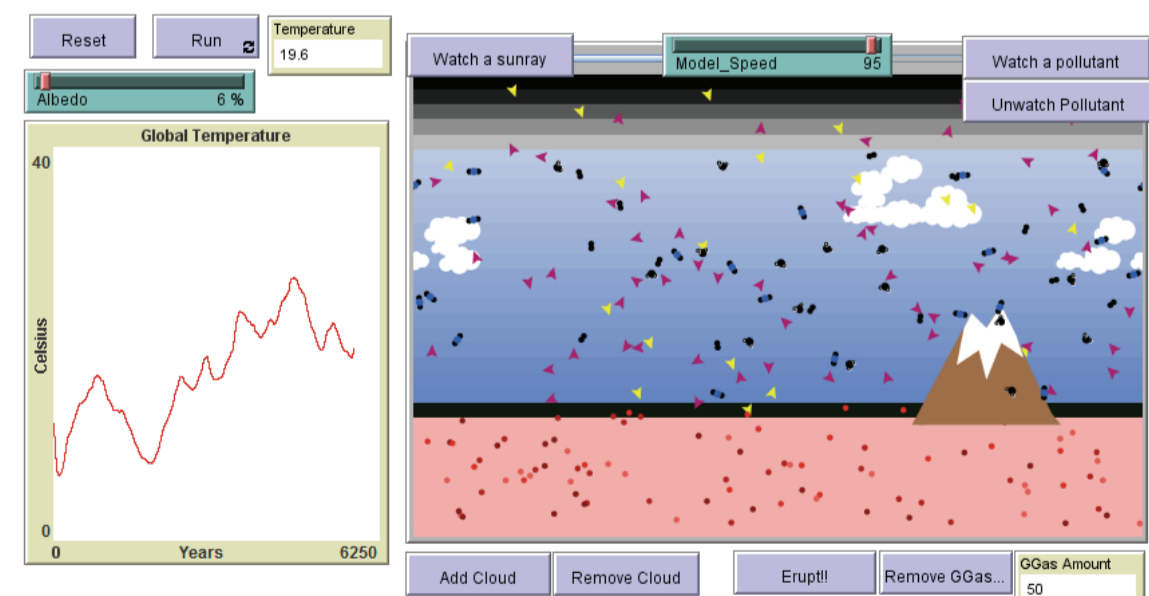 Reset
Run
Temperature
19.6
Albedo
6 %
Global Temperature
40
Celsius
0
0
Years
6250
Watch a sunray
Model_Speed
95
Watch a pollutant
Unwatch Pollutant
Add Cloud
Remove Cloud
Erupt!!
Remove GGas...
GGas Amount
50